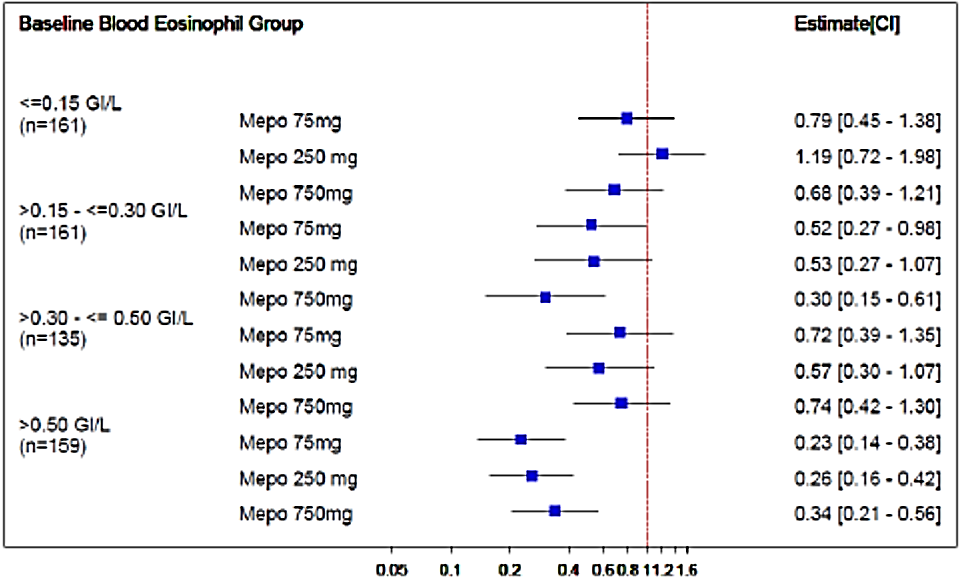 Baseline Blood Eosinophil Group Estimate[CI]
<=0.15 GI/L
(n=161) Mepo 75mg 0.79 [0.45 - 1.38]
Mepo 250 mg 1.19 [0.72 - 1.98]
Mepo 750mg 0.68 [0.39 - 1.21]
>0.15 - <=0.30 GI/L
(n=161) Mepo 75mg 0.52 [0.27 - 0.98]
Mepo 250 mg 0.53 [0.27 - 1.07]
Mepo 750mg 0.30 [0.15 - 0.61]
>0.30 - <= 0.50 GI/L
(n=135) Mepo 75mg 0.72 [0.39 - 1.35]
Mepo 250 mg 0.57 [0.30 - 1.07]
Mepo 750mg 0.74 [0.42 - 1.30]
>0.50 GI/L
(n=159) Mepo 75mg 0.23 [0.14 - 0.38]
Mepo 250 mg 0.26 [0.16 - 0.42]
Mepo 750mg 0.34 [0.21 - 0.56]
0.05 0.1 0.2 0.4 0.6 0.8 1 1.2 1.6